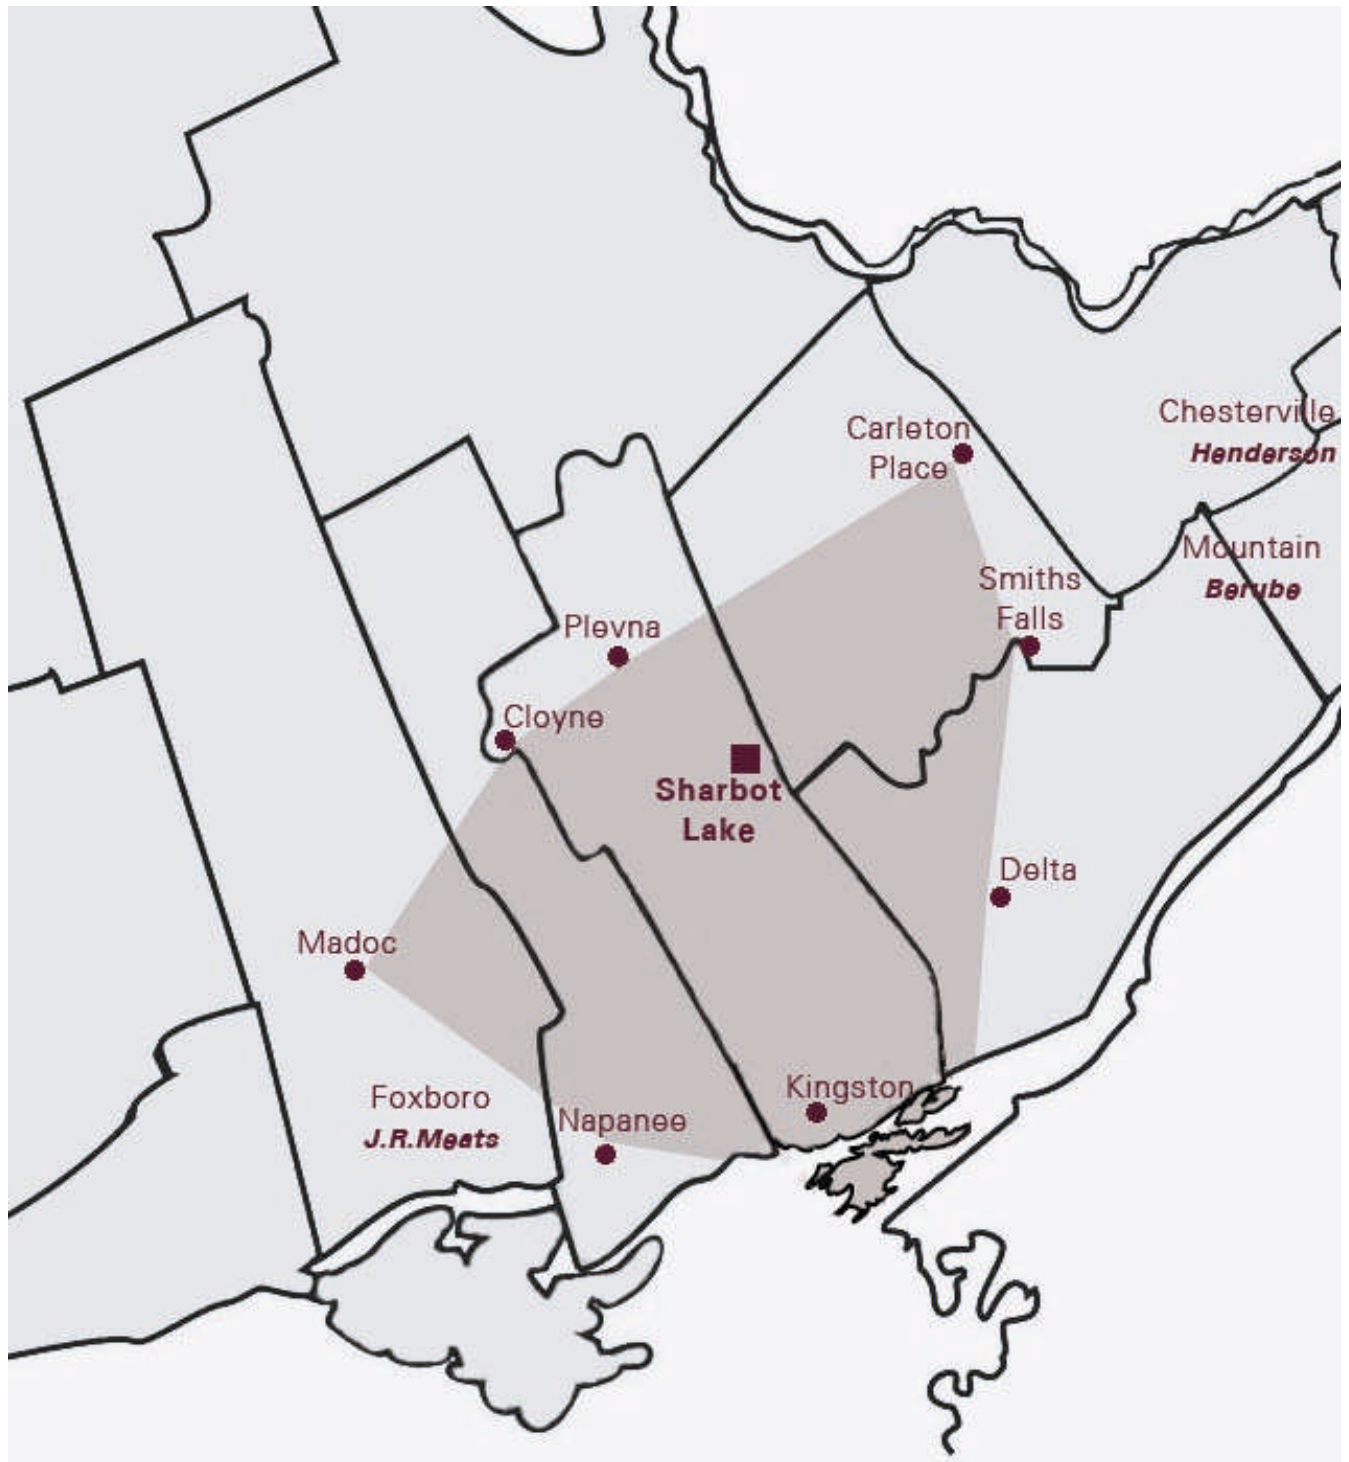 Chesterville
Henderson
Carleton
Place
Mountain
Berube
Smiths
Falls
Plevna
Cloyne
Sharbot
Lake
Delta
Madoc
Kingston
Foxboro
J.R.Meats
Napanee